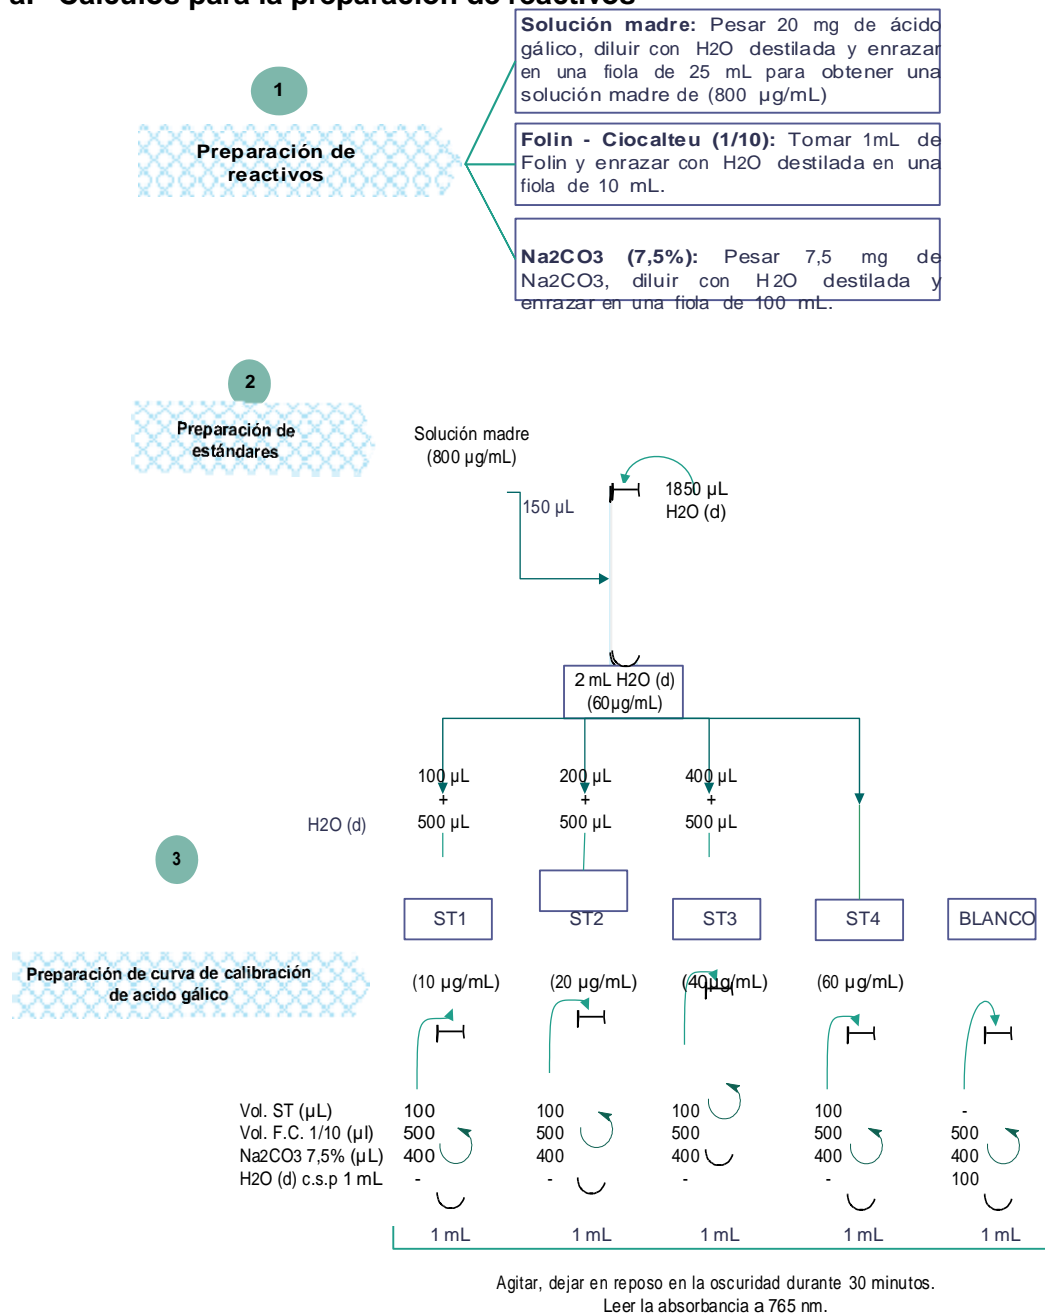 a. Cálculos para la preparación de reactivos
Solución madre: Pesar 20 mg de ácido
gálico, diluir con H2O destilada y enrazar
en una fiola de 25 mL para obtener una
solución madre de (800 µg/mL)
1
Preparación de
reactivos
Folin - Ciocalteu (1/10): Tomar 1mL de
Folin y enrazar con H2O destilada en una
fiola de 10 mL.
Na2CO3 (7,5%): Pesar 7,5 mg de
Na2CO3, diluir con H2O destilada y
enrazar en una fiola de 100 mL.
2
Preparación de
estándares
Solución madre
(800 µg/mL)
150 µL
1850 µL
H2O (d)
2 mL H2O (d)
(60µg/mL)
100 µL 200 µL 400 µL
+ + +
H2O (d) 500 µL 500 µL 500 µL
3
ST1 ST2 ST3 ST4 BLANCO
Preparación de curva de calibración
de acido gálico
(10 µg/mL) (20 µg/mL) (40µg/mL) (60 µg/mL)
Vol. ST (µL) 100 100 100 100 -
Vol. F.C. 1/10 (µl) 500 500 500 500 500
Na2CO3 7,5% (µL) 400 400 400 400 400
H2O (d) c.s.p 1 mL - - - - 100
1 mL 1 mL 1 mL 1 mL 1 mL
Agitar, dejar en reposo en la oscuridad durante 30 minutos.
Leer la absorbancia a 765 nm.